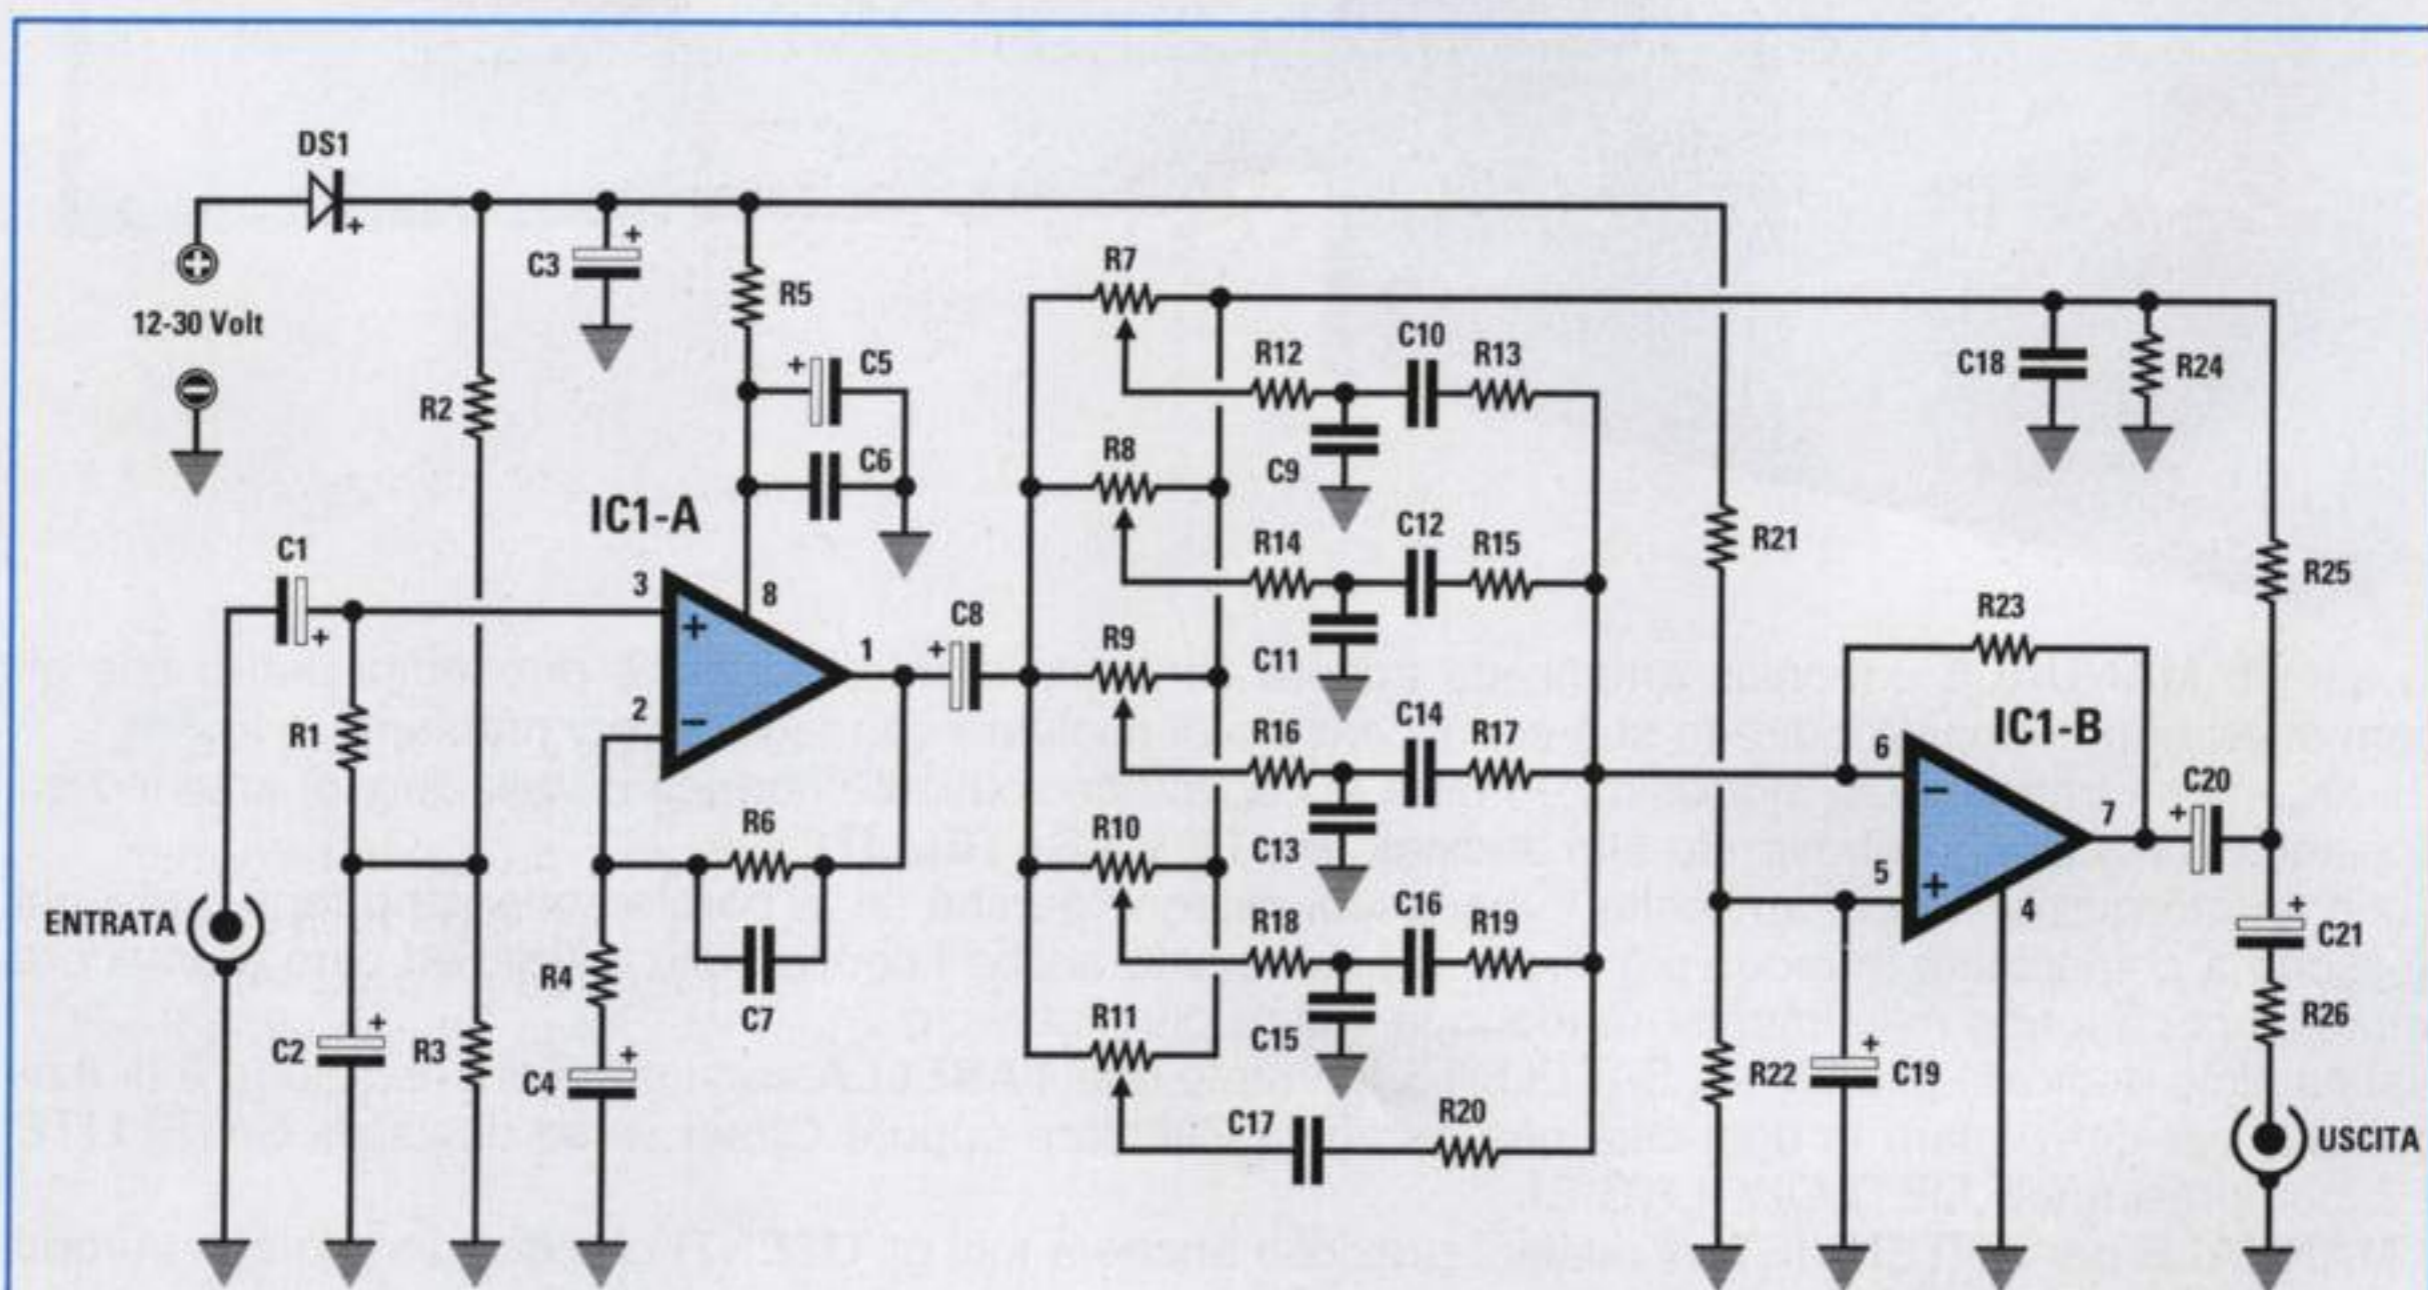 DS1
+
C3
+
R5
R7
12-30 Volt
R2
+
C5
C6
R12
C10
R13
C9
C18
R24
R8
IC1-A
C1
+
3
8
+
2
−
1
C8
+
R14
C12
R15
C11
R21
R25
R9
R23
R1
R16
C14
R17
C13
6
IC1-B
−
7
C20
+
5
+
4
R6
R10
ENTRATA
R4
C7
R18
C16
R19
C15
+
C21
R26
R11
C2
+
R3
C4
+
R22
C19
+
C17
R20
USCITA